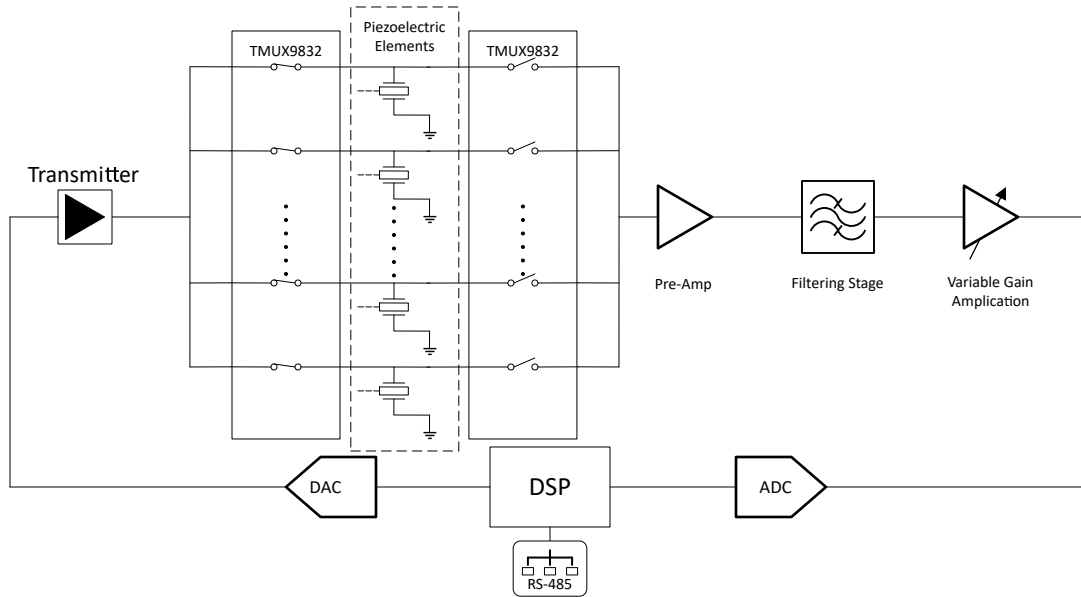 Piezoelectric
Elements
TMUX9832
TMUX9832
Transmitter
Pre-Amp
Filtering Stage
Variable Gain
Amplication
DAC
DSP
ADC
RS-485